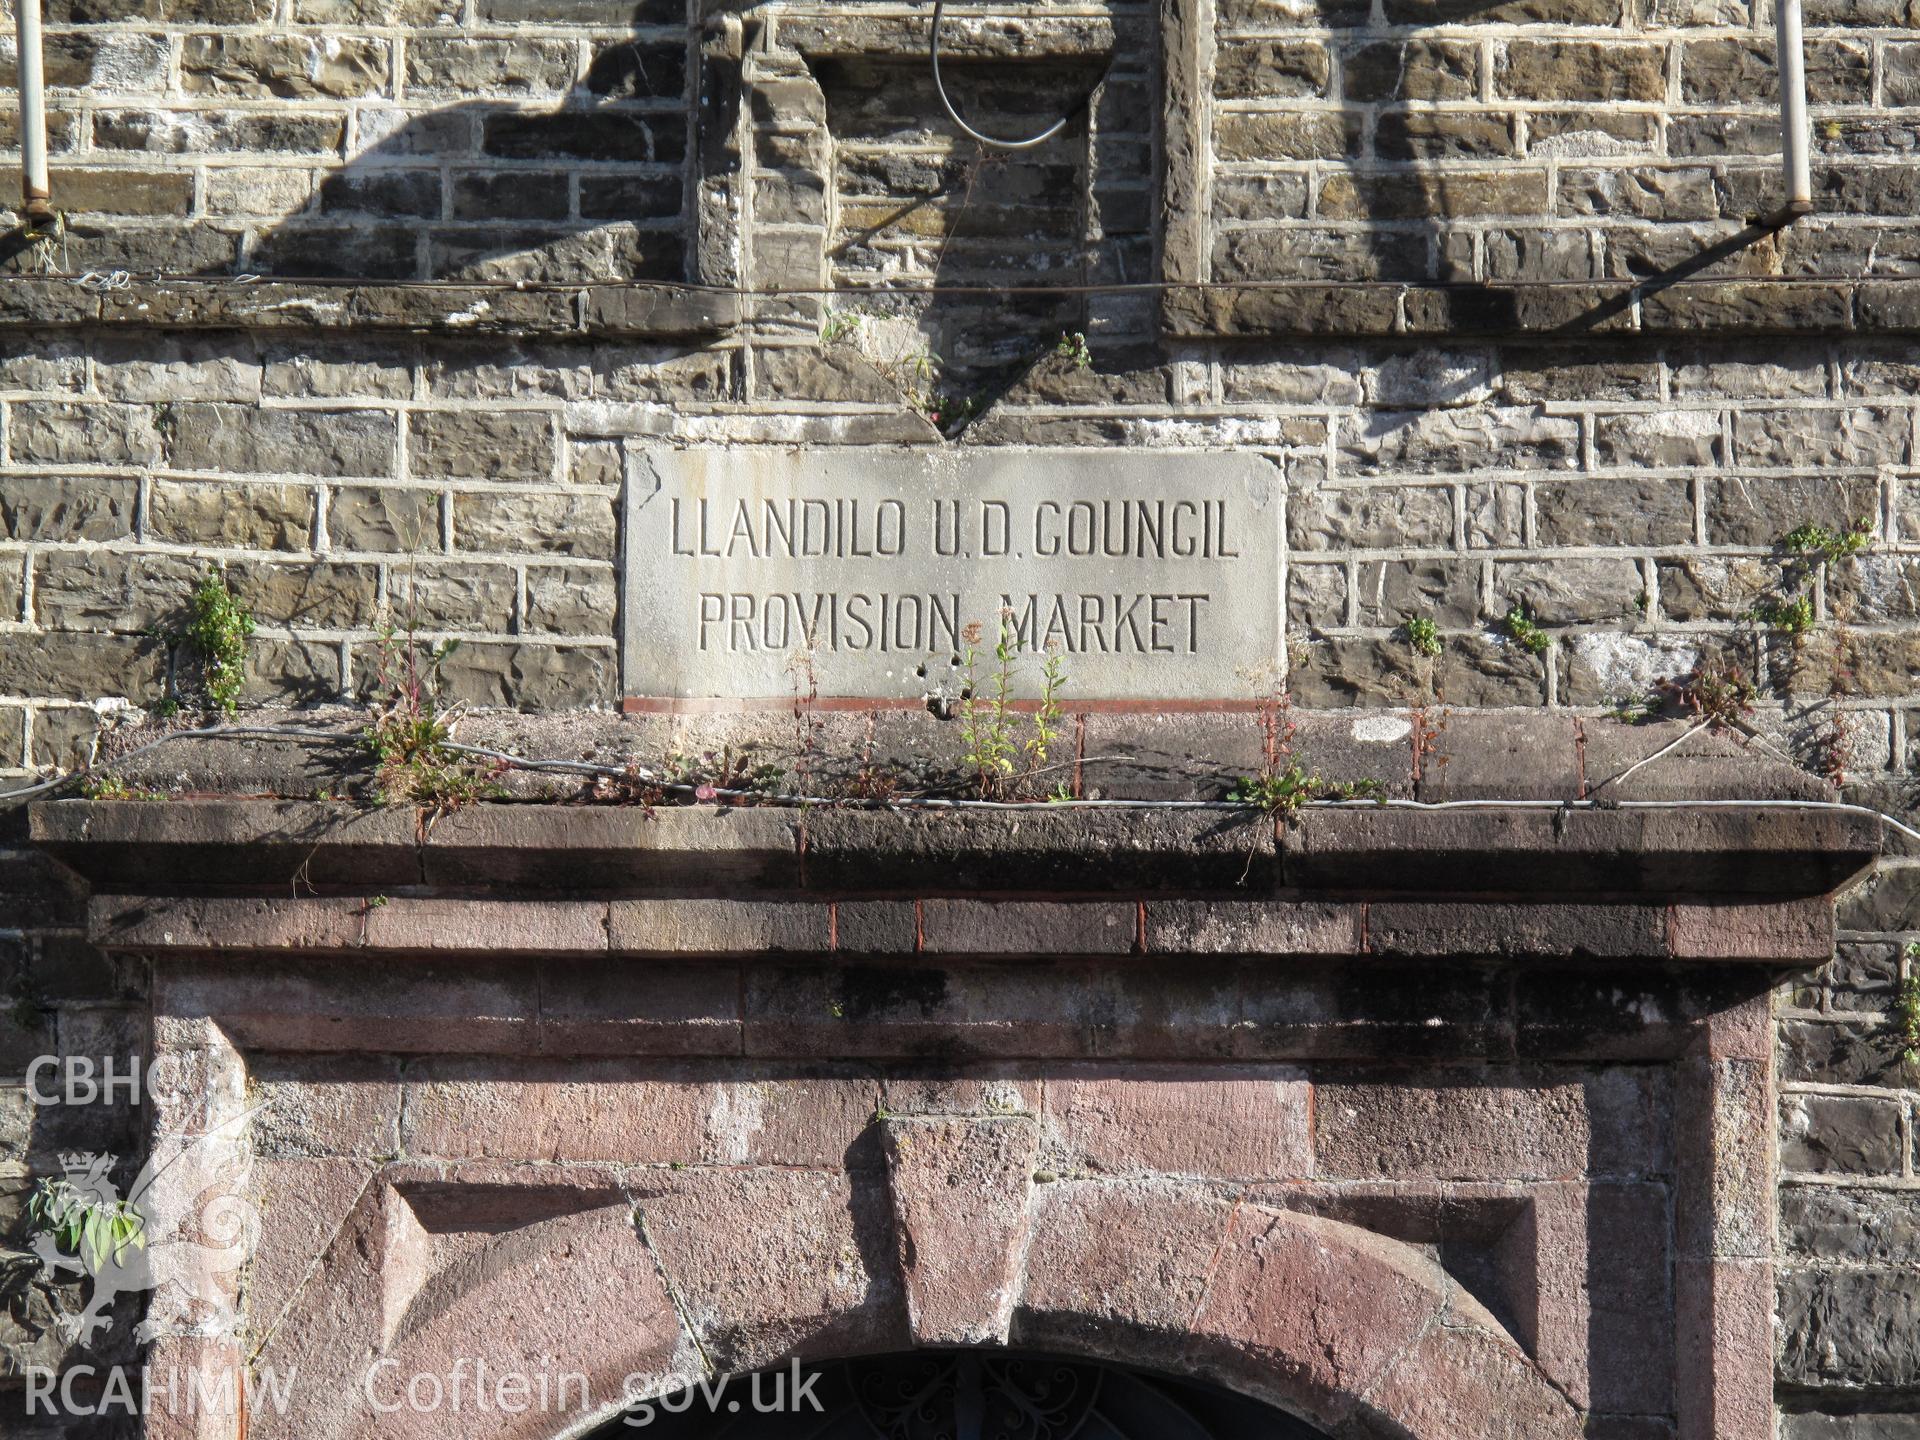 LLANDILO U.D. COUNCIL
PROVISION MARKET
CBHC
RCAHMW Coflein.gov.uk